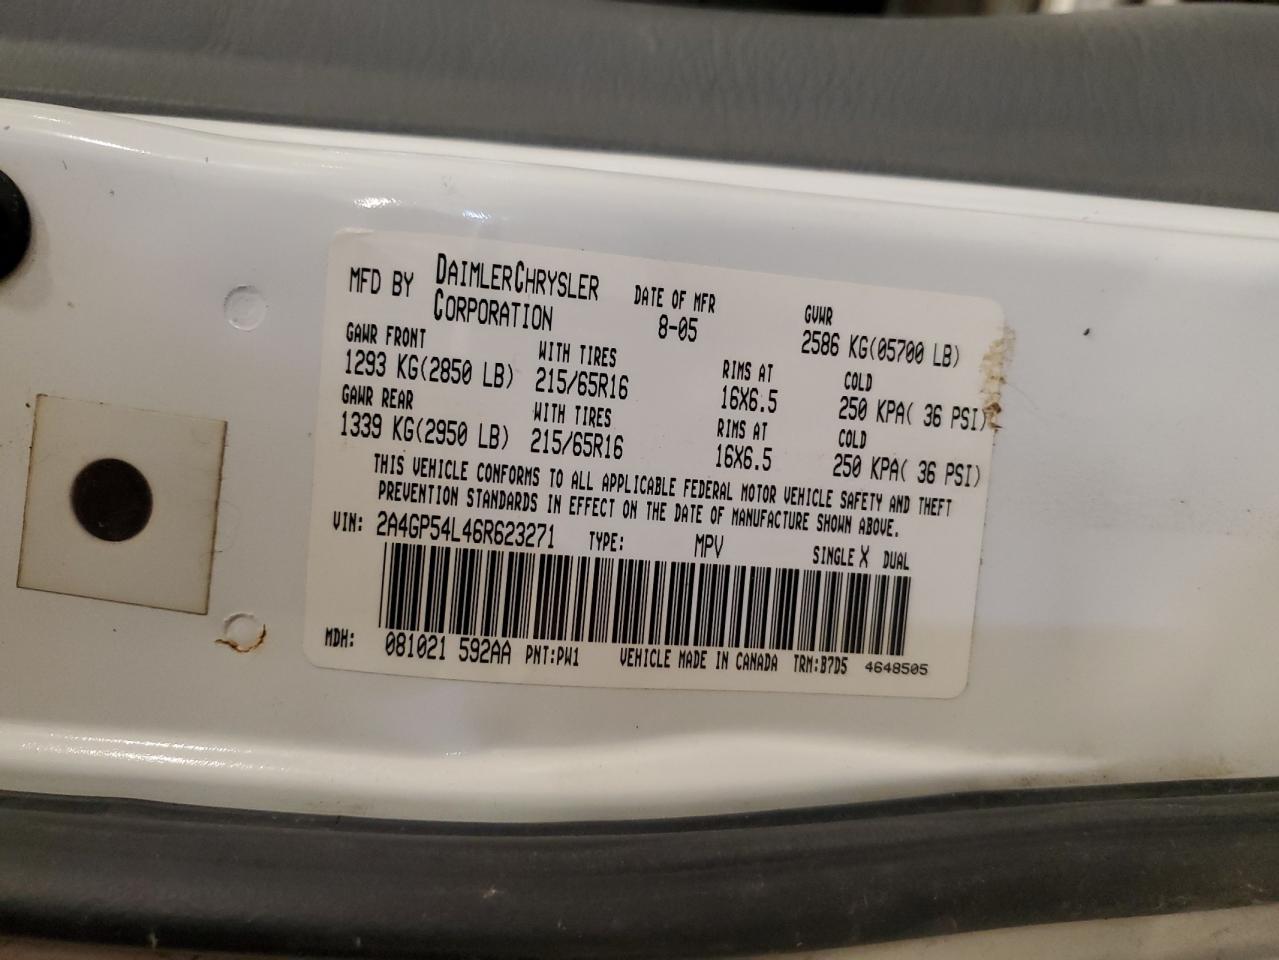 MFD BY DAIMLERCHRYSLER CORPORATION DATE OF MFR 8-05 GVWR 2586 KG(05700 LB)
GAWR FRONT WITH TIRES RIMS AT COLD
1293 KG(2850 LB) 215/65R16 16X6.5 250 KPA( 36 PSI)
GAWR REAR WITH TIRES RIMS AT COLD
1339 KG(2950 LB) 215/65R16 16X6.5 250 KPA( 36 PSI)
THIS VEHICLE CONFORMS TO ALL APPLICABLE FEDERAL MOTOR VEHICLE SAFETY AND THEFT
PREVENTION STANDARDS IN EFFECT ON THE DATE OF MANUFACTURE SHOWN ABOVE.
VIN: 2A4GP54L46R623271 TYPE: MPV SINGLE X DUAL
MDH: 081021 592AA PNT:PW1 VEHICLE MADE IN CANADA TRM:B7D5 4648505